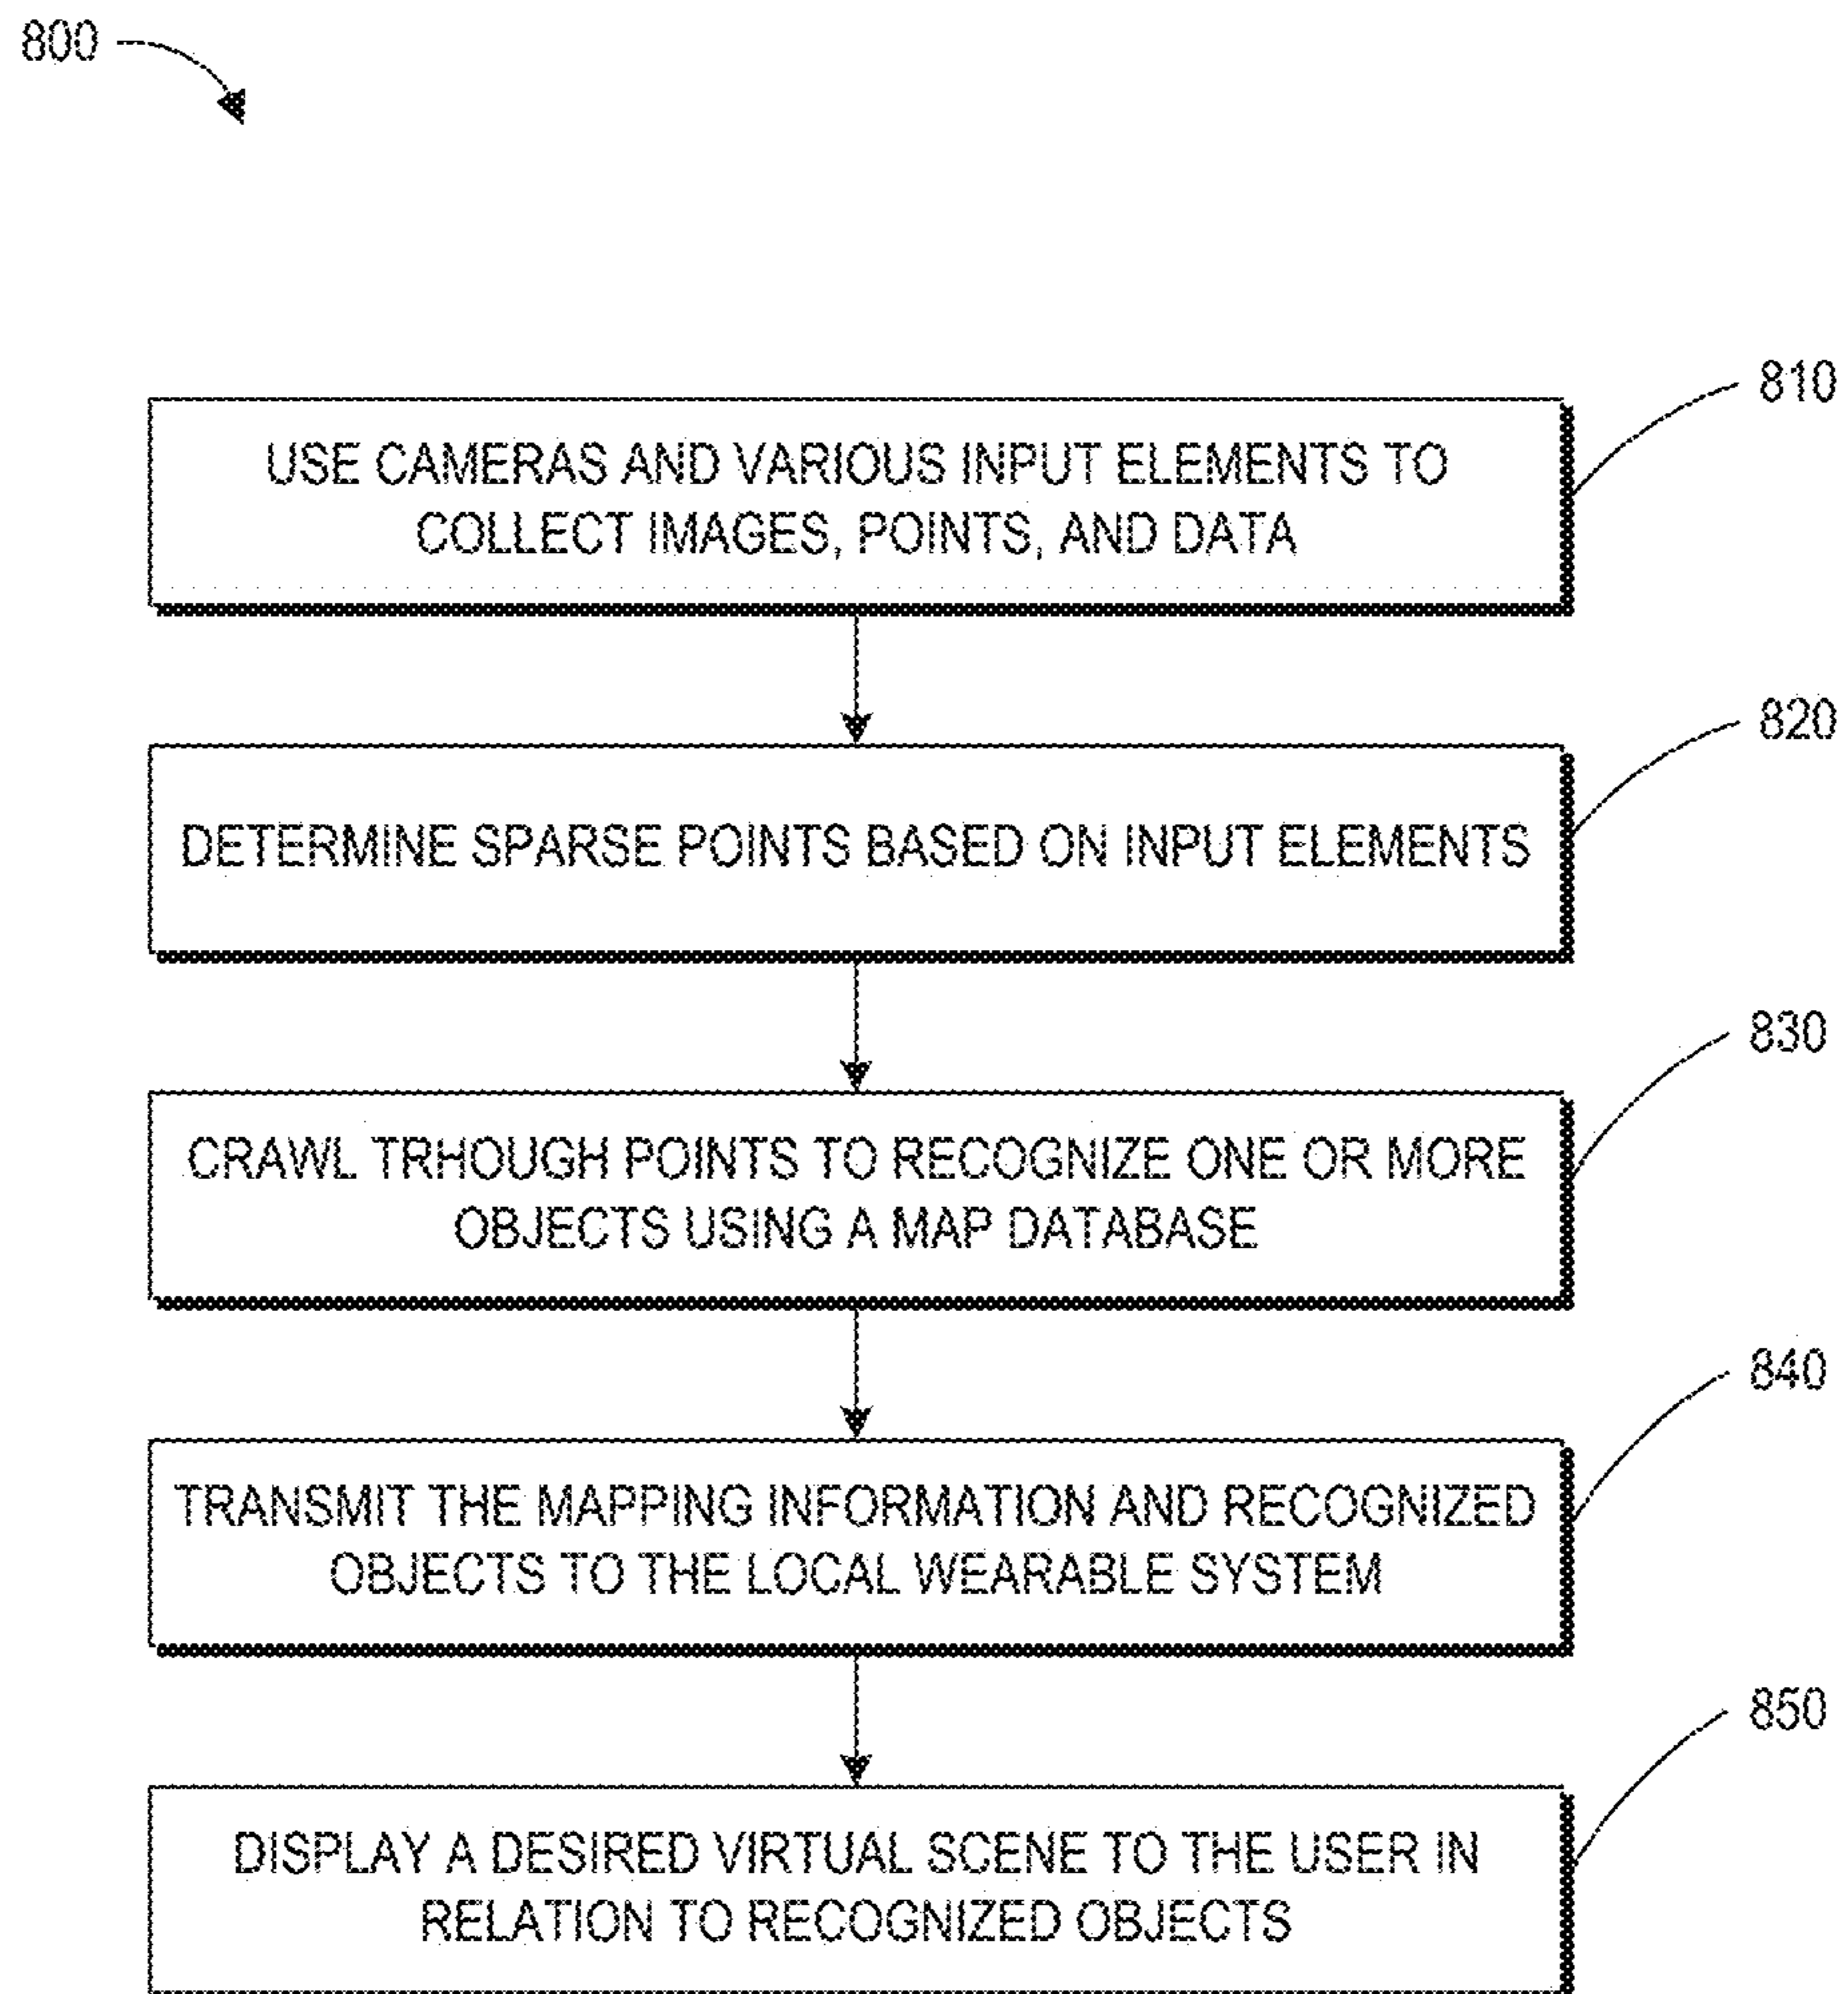 800
810
USE CAMERAS AND VARIOUS INPUT ELEMENTS TO
COLLECT IMAGES, POINTS, AND DATA
820
DETERMINE SPARSE POINTS BASED ON INPUT ELEMENTS
830
CRAWL TRHOUGH POINTS TO RECOGNIZE ONE OR MORE
OBJECTS USING A MAP DATABASE
840
TRANSMIT THE MAPPING INFORMATION AND RECOGNIZED
OBJECTS TO THE LOCAL WEARABLE SYSTEM
850
DISPLAY A DESIRED VIRTUAL SCENE TO THE USER IN
RELATION TO RECOGNIZED OBJECTS